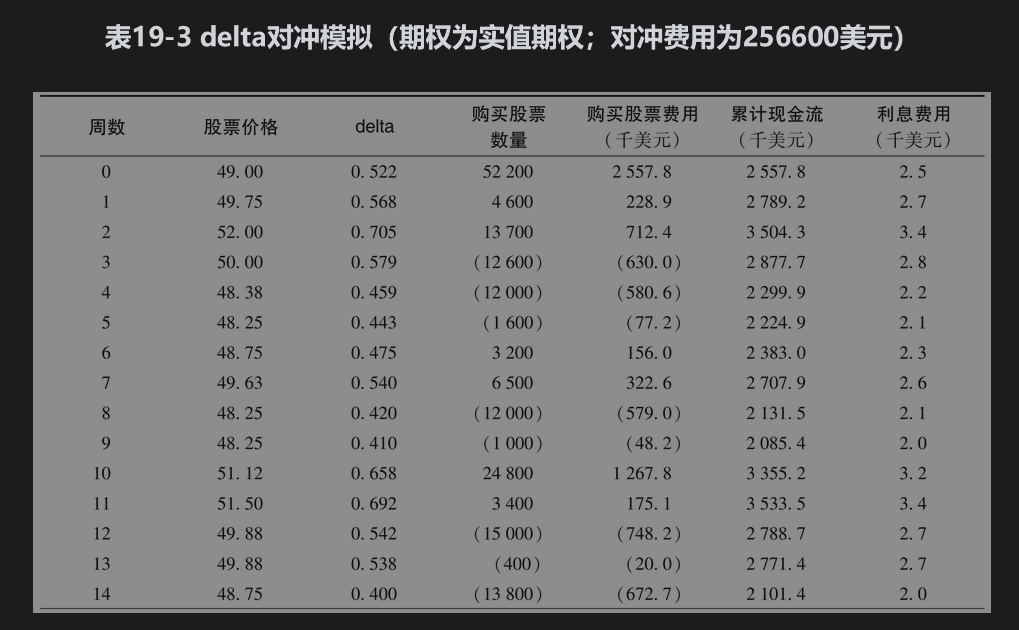 表19-3 delta对冲模拟（期权为实值期权；对冲费用为256600美元）
周数 股票价格 delta 购买股票数量 购买股票费用（千美元） 累计现金流（千美元） 利息费用（千美元）
0 49.00 0.522 52 200 2 557.8 2 557.8 2.5
1 49.75 0.568 4 600 228.9 2 789.2 2.7
2 52.00 0.705 13 700 712.4 3 504.3 3.4
3 50.00 0.579 (12 600) (630.0) 2 877.7 2.8
4 48.38 0.459 (12 000) (580.6) 2 299.9 2.2
5 48.25 0.443 (1 600) (77.2) 2 224.9 2.1
6 48.75 0.475 3 200 156.0 2 383.0 2.3
7 49.63 0.540 6 500 322.6 2 707.9 2.6
8 48.25 0.420 (12 000) (579.0) 2 131.5 2.1
9 48.25 0.410 (1 000) (48.2) 2 085.4 2.0
10 51.12 0.658 24 800 1 267.8 3 355.2 3.2
11 51.50 0.692 3 400 175.1 3 533.5 3.4
12 49.88 0.542 (15 000) (748.2) 2 788.7 2.7
13 49.88 0.538 (400) (20.0) 2 771.4 2.7
14 48.75 0.400 (13 800) (672.7) 2 101.4 2.0